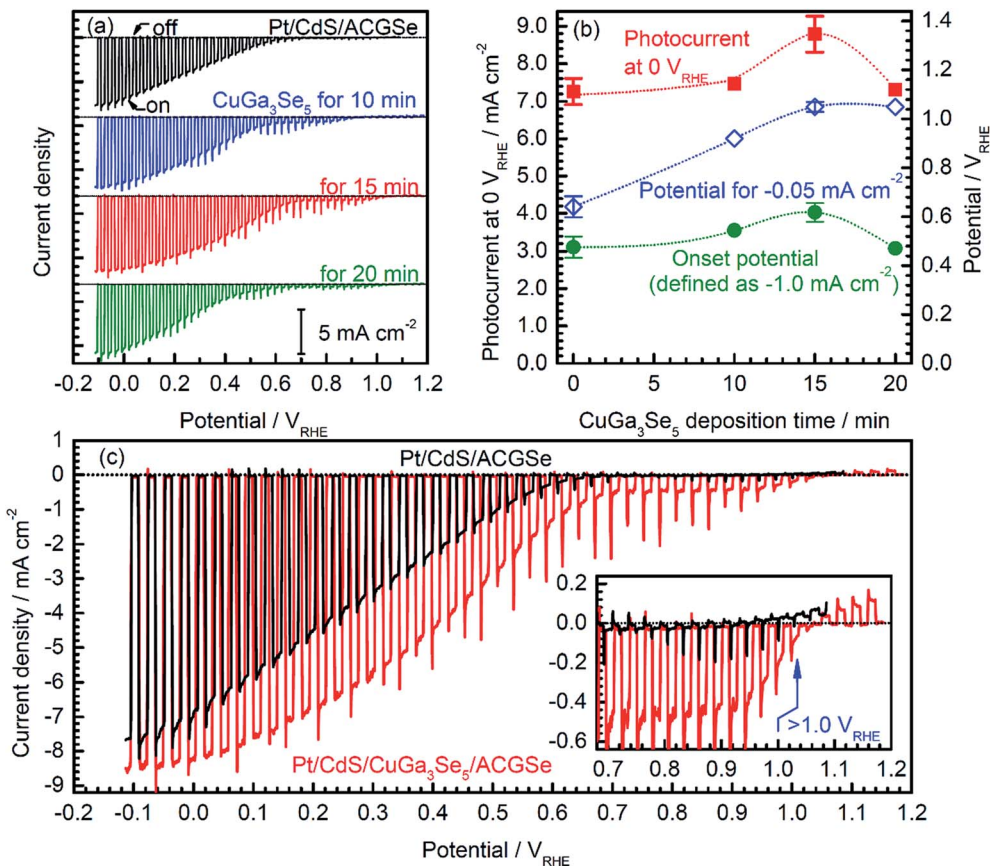 (a)
off
Pt/CdS/ACGSe
on
CuGa3Se5 for 10 min
for 15 min
for 20 min
5 mA cm-2
Current density
-0.2 0.0 0.2 0.4 0.6 0.8 1.0 1.2
Potential / VRHE
(b)
Photocurrent
at 0 VRHE
Potential for -0.05 mA cm-2
Onset potential
(defined as -1.0 mA cm-2)
Photocurrent at 0 VRHE / mA cm-2
9.0
8.0
7.0
6.0
5.0
4.0
3.0
2.0
1.0
0.0
Potential / VRHE
1.4
1.2
1.0
0.8
0.6
0.4
0.2
0.0
0 5 10 15 20
CuGa3Se5 deposition time / min
(c)
Pt/CdS/ACGSe
Pt/CdS/CuGa3Se5/ACGSe
Current density / mA cm-2
1
0
-1
-2
-3
-4
-5
-6
-7
-8
-9
0.2
0.0
-0.2
-0.4
-0.6
>1.0 VRHE
0.7 0.8 0.9 1.0 1.1 1.2
-0.2 -0.1 0.0 0.1 0.2 0.3 0.4 0.5 0.6 0.7 0.8 0.9 1.0 1.1 1.2
Potential / VRHE